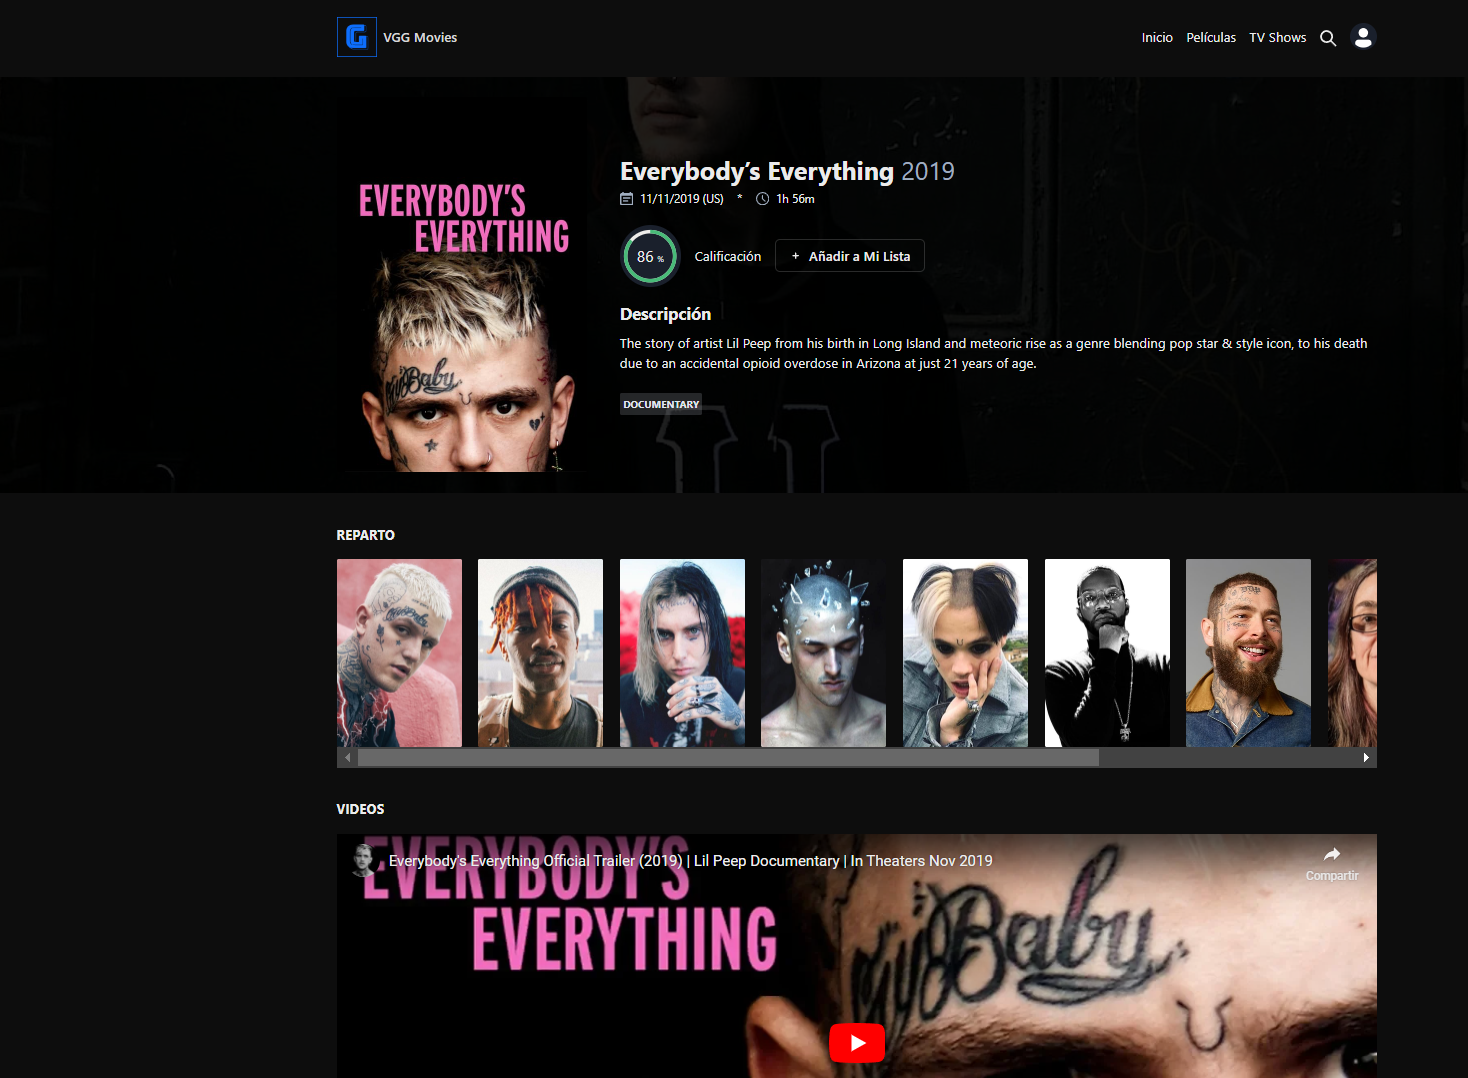 G VGG Movies
Inicio Películas TV Shows
EVERYBODY'S
EVERYTHING
Baby
Everybody’s Everything 2019
11/11/2019 (US) * 1h 56m
86 % Calificación + Añadir a Mi Lista
Descripción
The story of artist Lil Peep from his birth in Long Island and meteoric rise as a genre blending pop star & style icon, to his death
due to an accidental opioid overdose in Arizona at just 21 years of age.
DOCUMENTARY
REPARTO
VIDEOS
EVERYBODY'S
EVERYTHING
Everybody's Everything Official Trailer (2019) | Lil Peep Documentary | In Theaters Nov 2019
Compartir
Baby